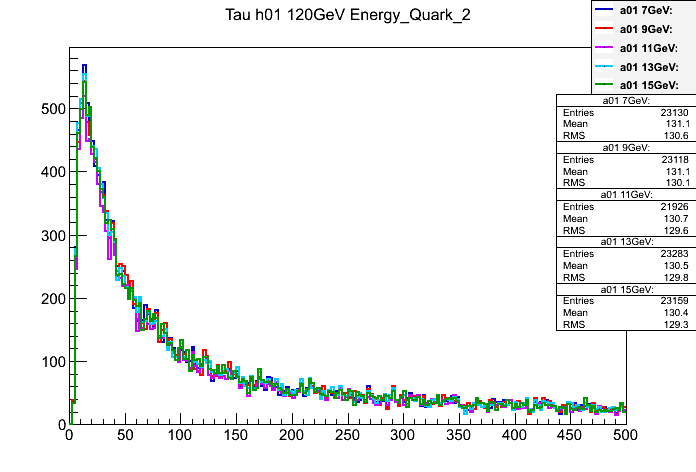 Tau h01 120GeV Energy_Quark_2
a01 7GeV:
a01 9GeV:
a01 11GeV:
a01 13GeV:
a01 15GeV:
a01 7GeV:
Entries 23130
Mean 131.1
RMS 130.6
a01 9GeV:
Entries 23118
Mean 131.1
RMS 130.1
a01 11GeV:
Entries 21926
Mean 130.7
RMS 129.6
a01 13GeV:
Entries 23283
Mean 130.5
RMS 129.8
a01 15GeV:
Entries 23159
Mean 130.4
RMS 129.3
500
400
300
200
100
0
0 50 100 150 200 250 300 350 400 450 500